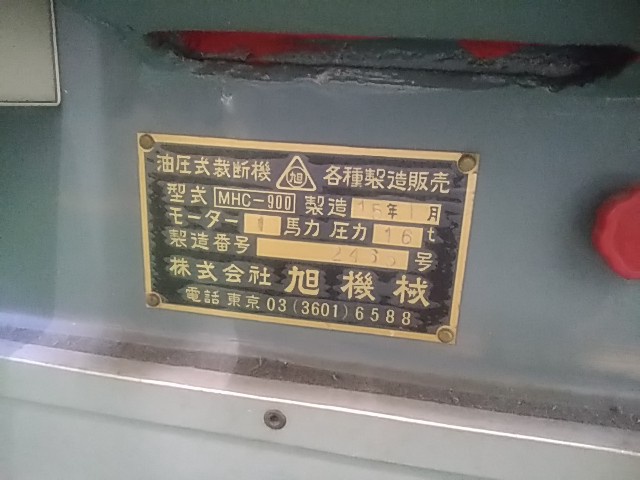 油圧式裁断機 旭 各種製造販売
型式 MHC-900 製造 15年1月
モーター 1 馬力 圧力 16 t
製造番号 号
株式会社 旭機械
電話 東京 03 (3601) 6588